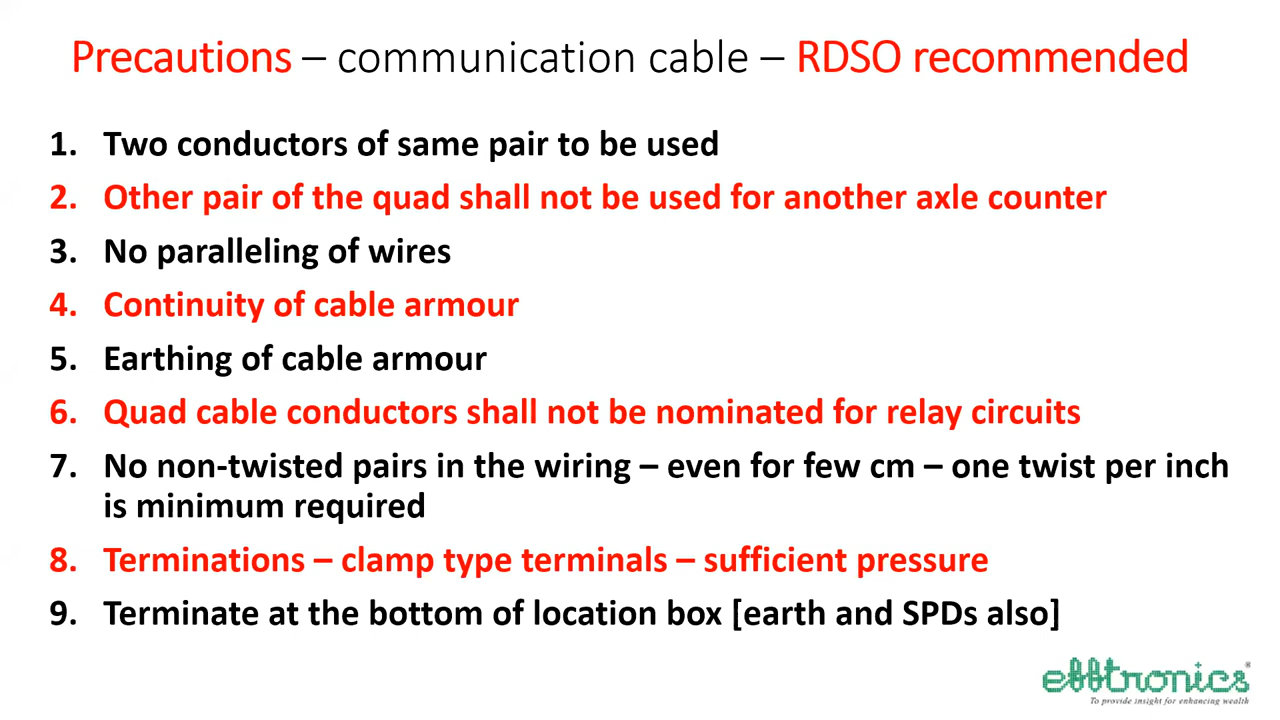 Precautions – communication cable – RDSO recommended
1. Two conductors of same pair to be used
2. Other pair of the quad shall not be used for another axle counter
3. No paralleling of wires
4. Continuity of cable armour
5. Earthing of cable armour
6. Quad cable conductors shall not be nominated for relay circuits
7. No non-twisted pairs in the wiring – even for few cm – one twist per inch
is minimum required
8. Terminations – clamp type terminals – sufficient pressure
9. Terminate at the bottom of location box [earth and SPDs also]
efftronics®
To provide insight for enhancing wealth